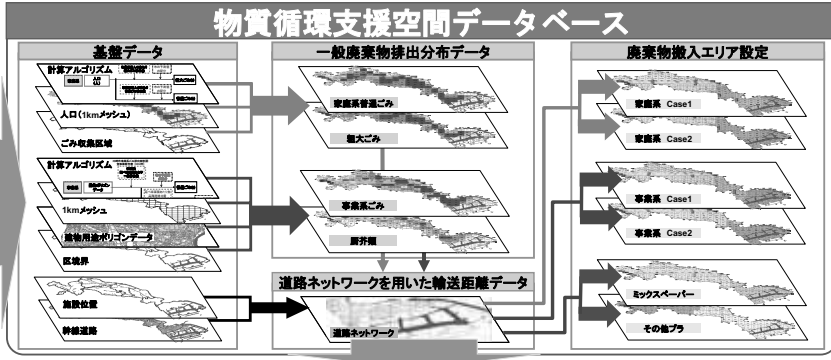 物質循環支援空間データベース
基盤データ
計算アルゴリズム
人口(1kmメッシュ)
ごみ収集区域
計算アルゴリズム
1kmメッシュ
建物用途ポリゴンデータ
区境界
施設位置
幹線道路
一般廃棄物排出分布データ
家庭系普通ごみ
粗大ごみ
事業系ごみ
厨芥類
道路ネットワークを用いた輸送距離データ
道路ネットワーク
廃棄物搬入エリア設定
家庭系 Case1
家庭系 Case2
事業系 Case1
事業系 Case2
ミックスペーパー
その他プラ